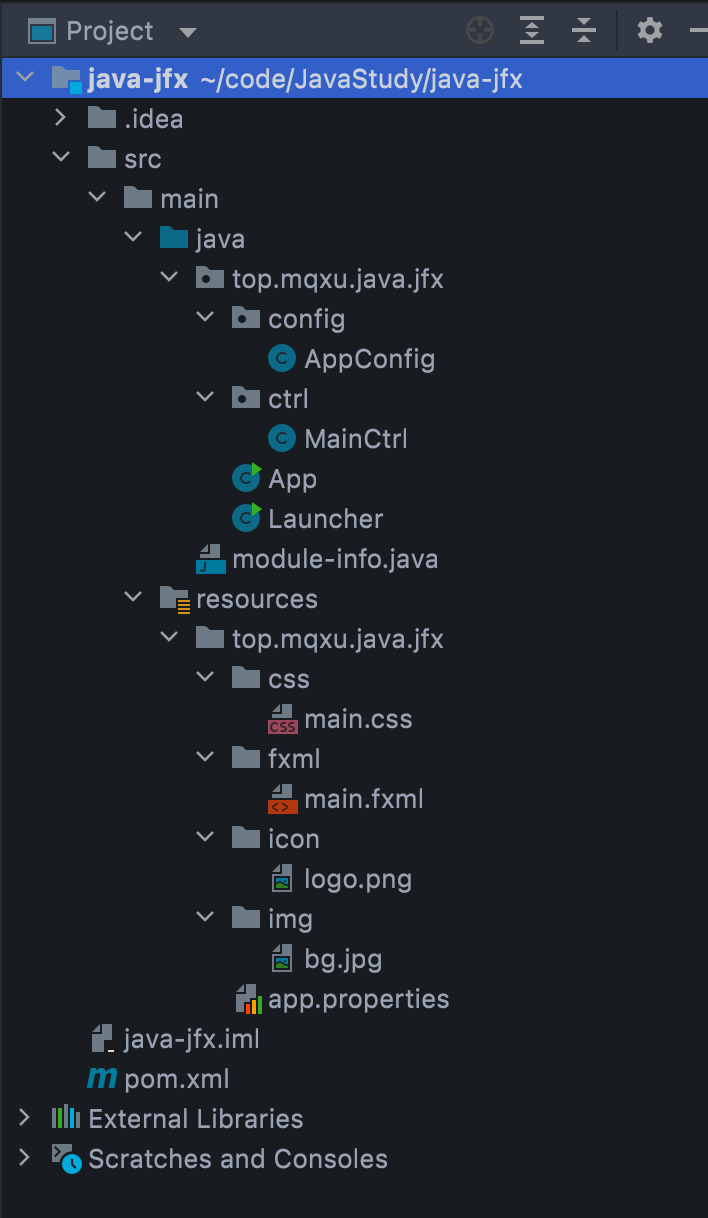 Project
java-jfx ~/code/JavaStudy/java-jfx
.idea
src
main
java
top.mqxu.java.jfx
config
C AppConfig
ctrl
C MainCtrl
C App
C Launcher
J module-info.java
resources
top.mqxu.java.jfx
css
CSS main.css
fxml
<> main.fxml
icon
logo.png
img
bg.jpg
app.properties
java-jfx.iml
m pom.xml
External Libraries
Scratches and Consoles